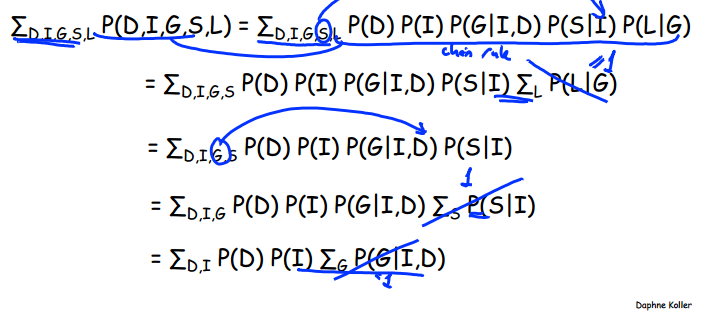 ∑D,I,G,S,L P(D,I,G,S,L) = ∑D,I,G,S,L P(D) P(I) P(G|I,D) P(S|I) P(L|G)
chain rule
= 1
= ∑D,I,G,S P(D) P(I) P(G|I,D) P(S|I) ∑L P(L|G)
= ∑D,I,G,S P(D) P(I) P(G|I,D) P(S|I)
1
= ∑D,I,G P(D) P(I) P(G|I,D) ∑S P(S|I)
= ∑D,I P(D) P(I) ∑G P(G|I,D)
=1
Daphne Koller